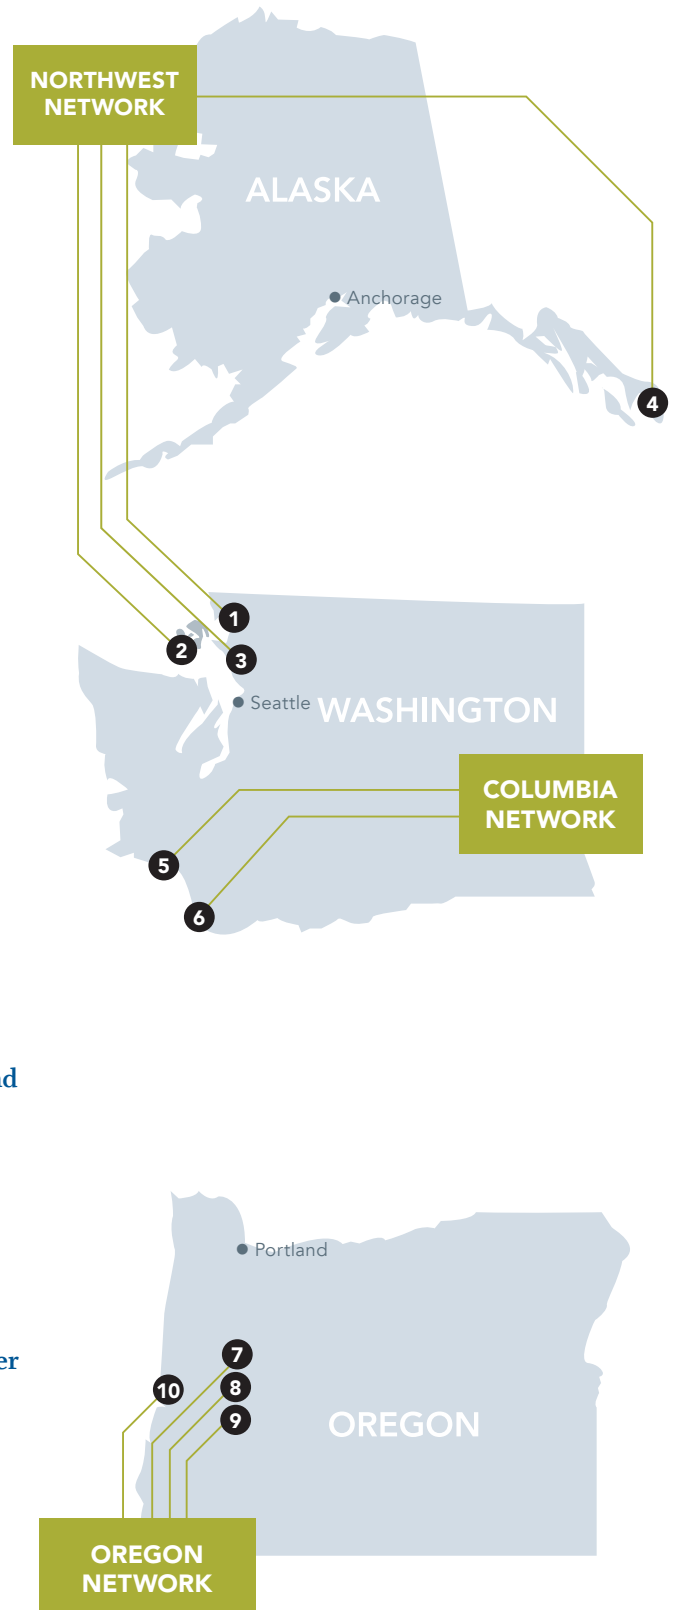 NORTHWEST
NETWORK
ALASKA
Anchorage
4
1
2
3
Seattle
WASHINGTON
COLUMBIA
NETWORK
5
6
Portland
7
8
10
9
OREGON
OREGON
NETWORK